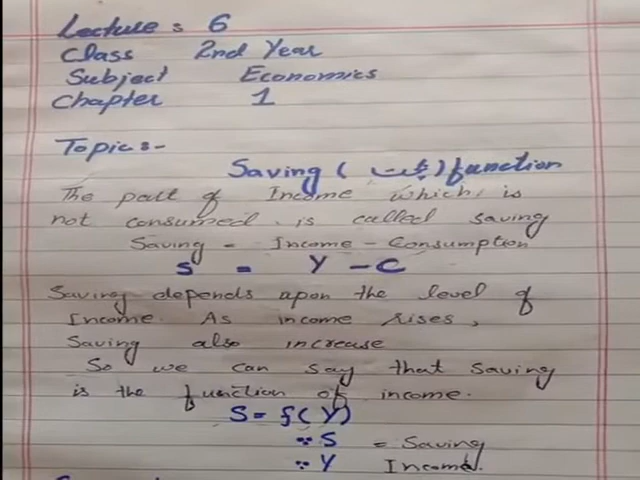 Lecture : 6
Class 2nd Year
Subject Economics
Chapter 1
Topic :-
Saving ( بچت ) function
The part of Income which is
not consumed is called saving
Saving = Income - Consumption
S = Y - C
Saving depends upon the level of
Income. As income rises,
Saving also increase
So we can say that saving
is the function of income.
S = f(Y)
∵ S = Saving
∵ Y Income.